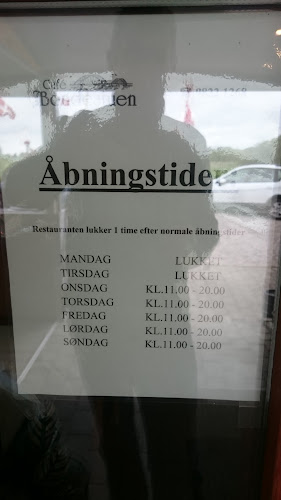 Cafe
Åbningstider
Restauranten lukker 1 time efter normale åbningstider
MANDAG LUKKET
TIRSDAG LUKKET
ONSDAG KL.11.00 - 20.00
TORSDAG KL.11.00 - 20.00
FREDAG KL.11.00 - 20.00
LØRDAG KL.11.00 - 20.00
SØNDAG KL.11.00 - 20.00